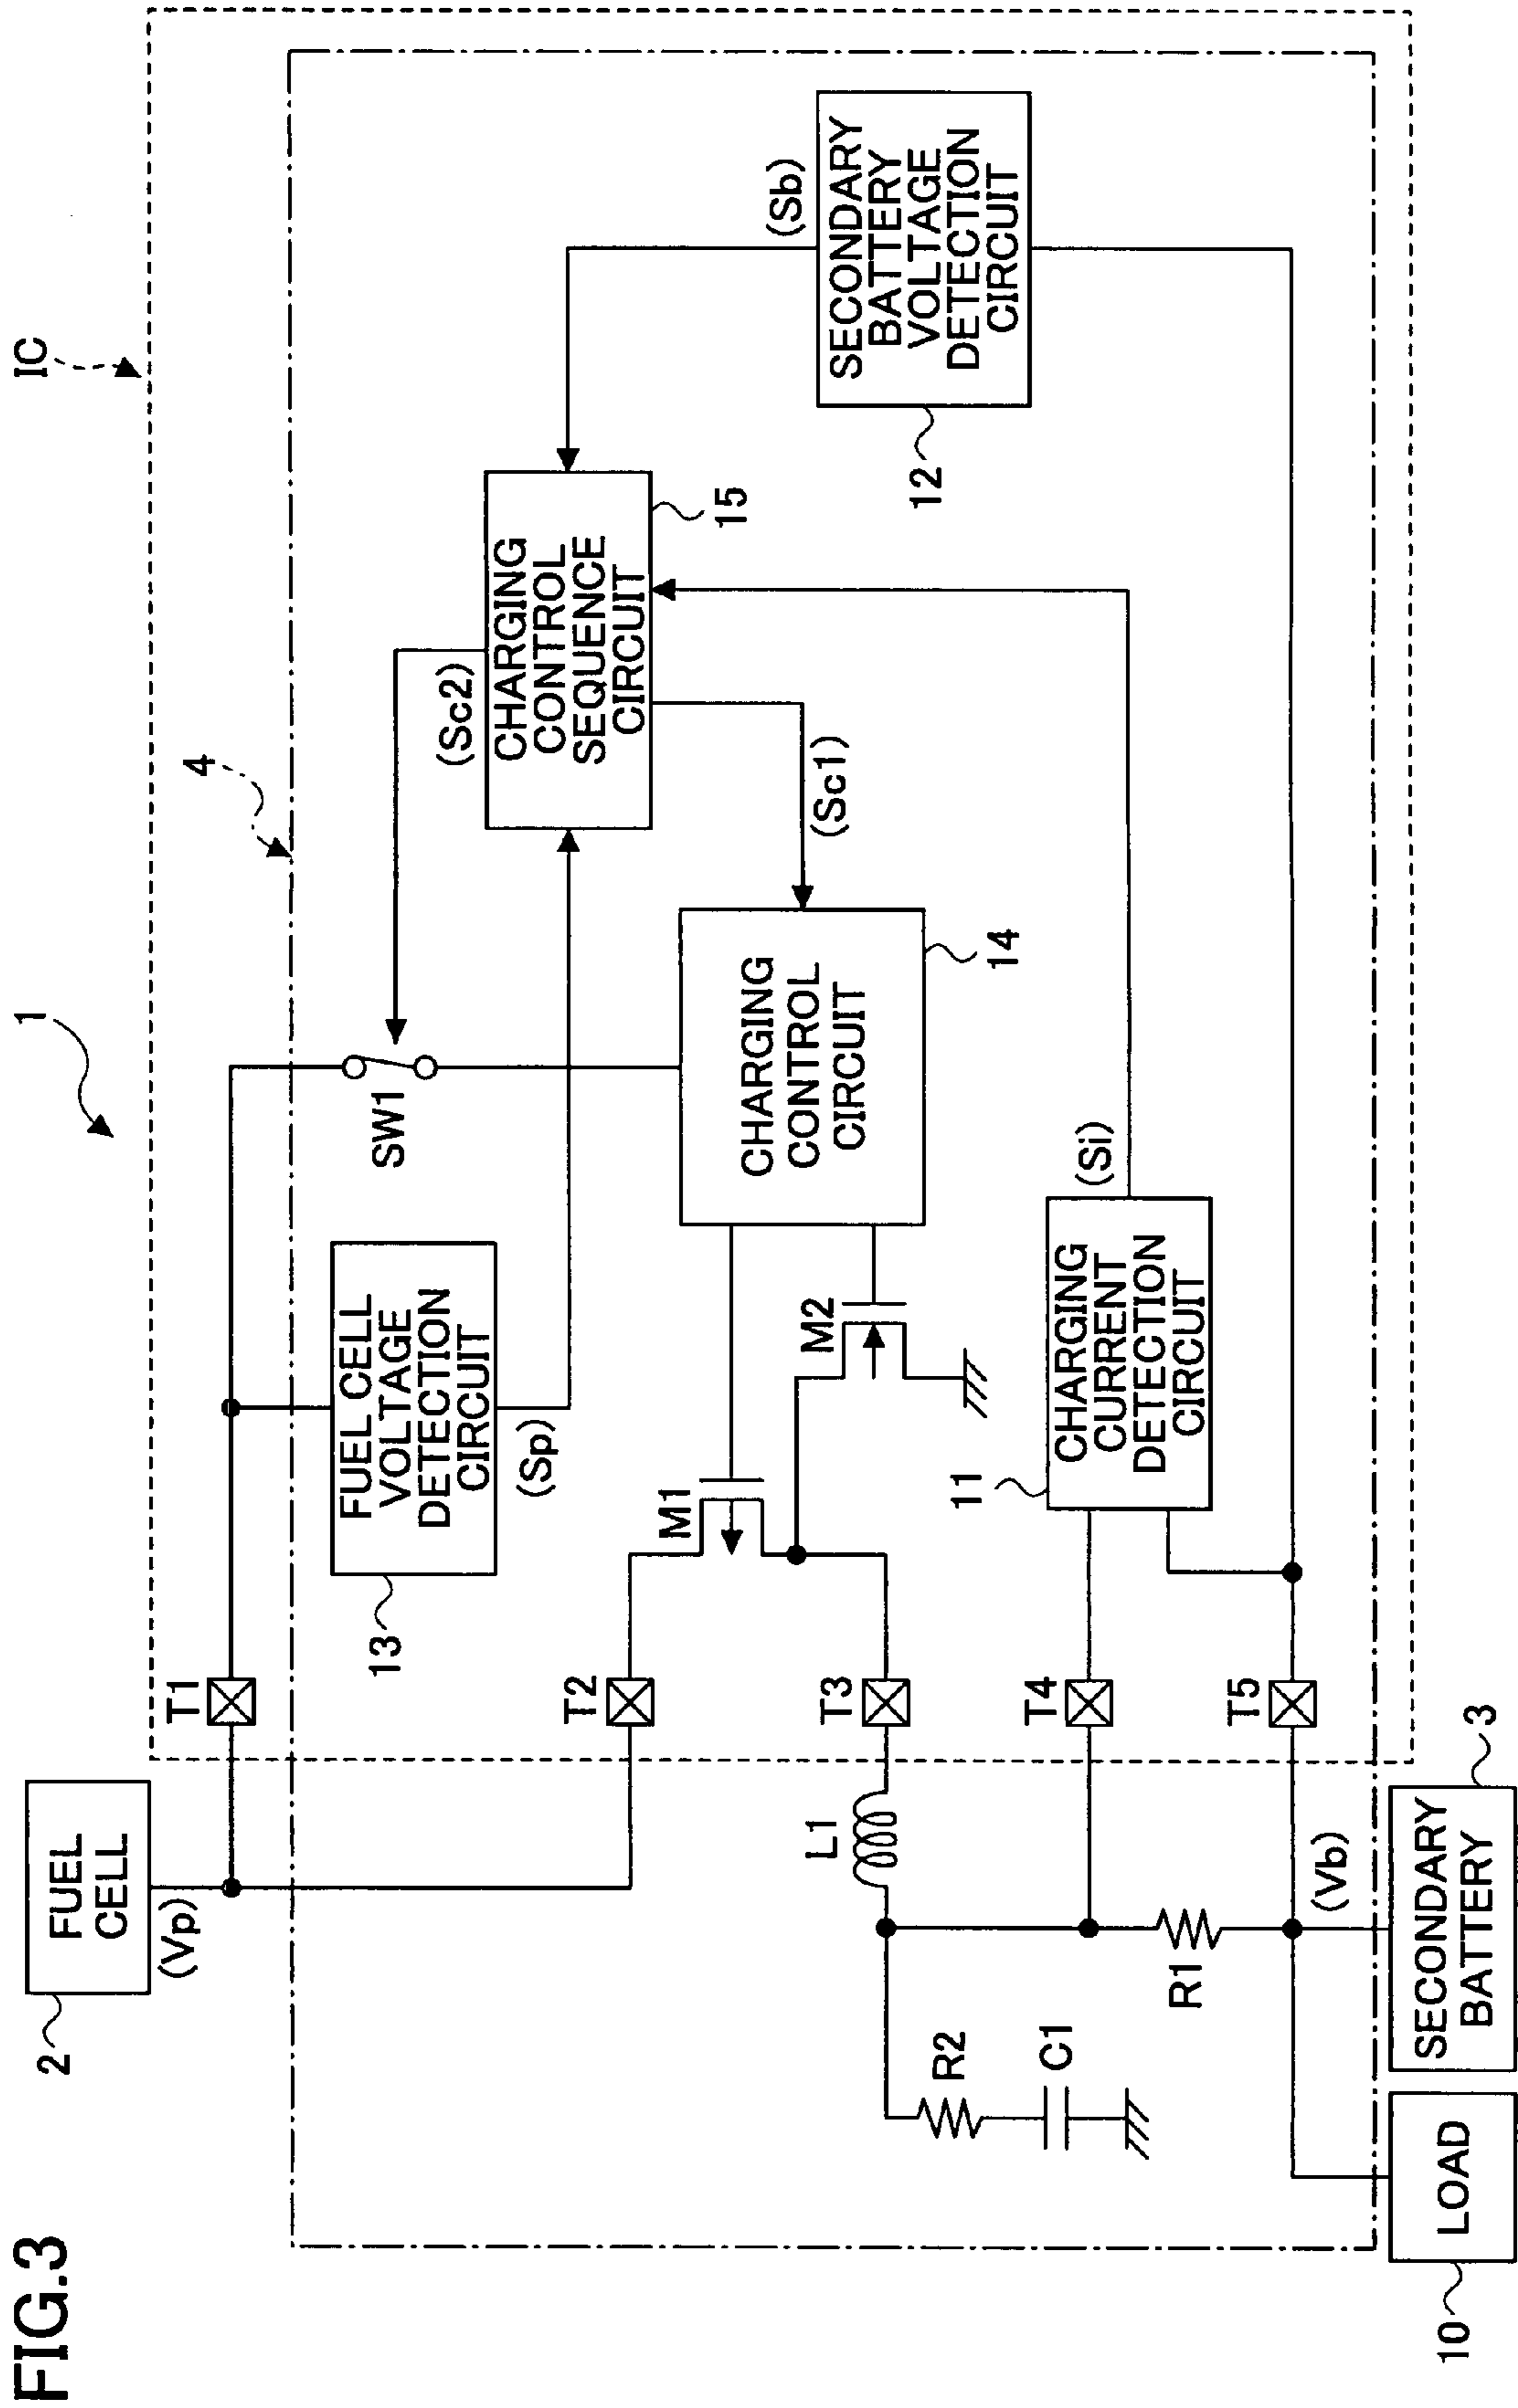 FIG.3
1
IC
2
FUEL
CELL
(Vp)
T1
4
13
FUEL CELL
VOLTAGE
DETECTION
CIRCUIT
(Sp)
SW1
(Sc2)
CHARGING
CONTROL
SEQUENCE
CIRCUIT
15
(Sb)
T2
M1
M2
CHARGING
CONTROL
CIRCUIT
14
(Sc1)
SECONDARY
BATTERY
VOLTAGE
DETECTION
CIRCUIT
12
L1
T3
R2
C1
11
CHARGING
CURRENT
DETECTION
CIRCUIT
(Si)
T4
R1
T5
(Vb)
10
LOAD
SECONDARY
BATTERY
3